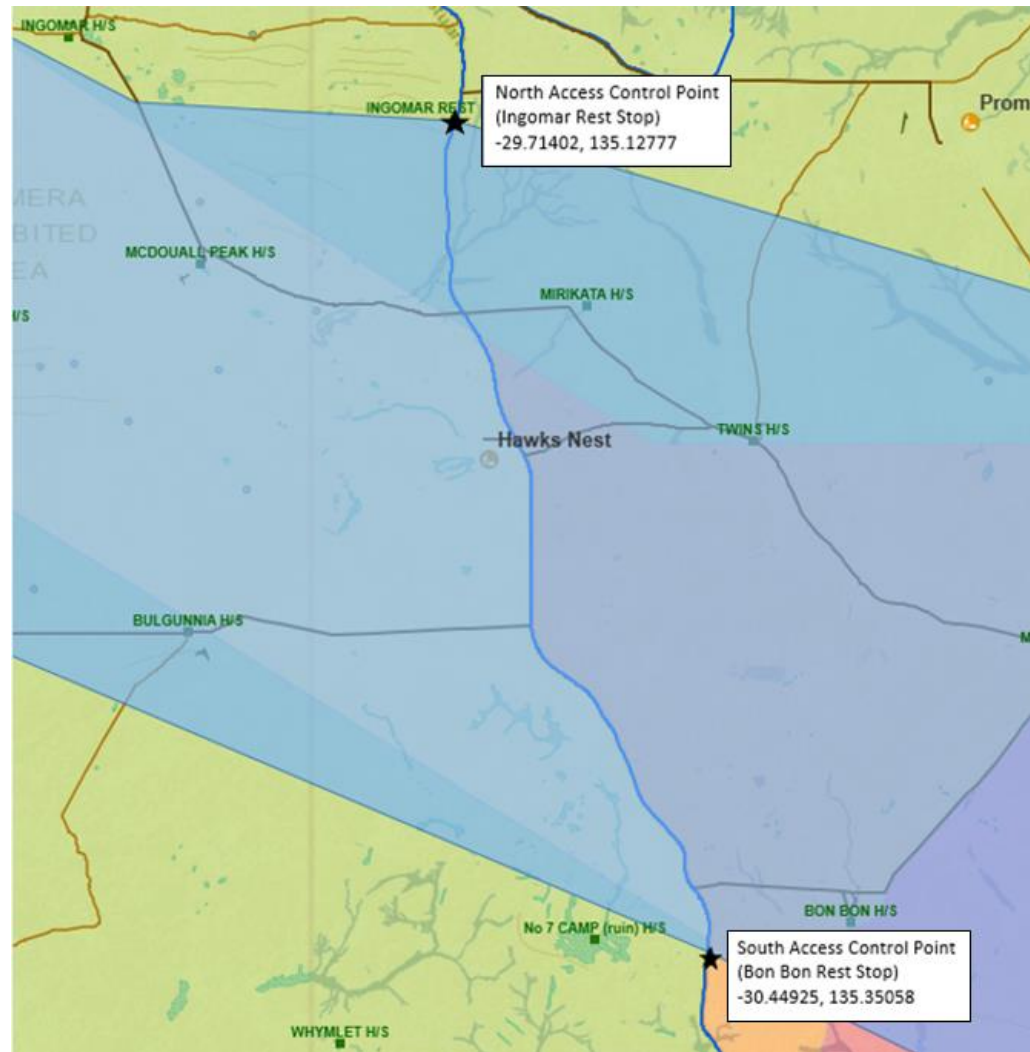 INGOMAR H/S
North Access Control Point
(Ingomar Rest Stop)
-29.71402, 135.12777
INGOMAR REST
Prom
MERA
BITED
EA
MCDOUALL PEAK H/S
MIRIKATA H/S
I/S
Hawks Nest
TWINS H/S
BULGUNNIA H/S
M
BON BON H/S
No 7 CAMP (ruin) H/S
South Access Control Point
(Bon Bon Rest Stop)
-30.44925, 135.35058
WHYMLET H/S